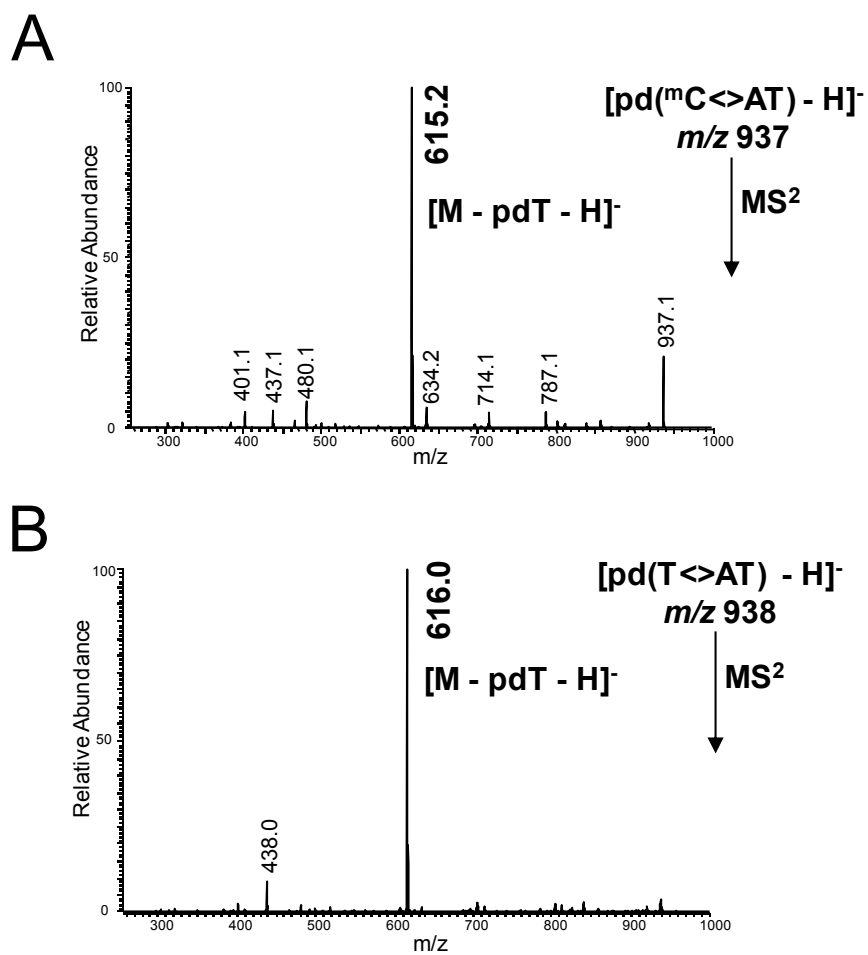 A
100
50
0
Relative Abundance
300 400 500 600 700 800 900 1000
m/z
401.1
437.1
480.1
615.2
634.2
714.1
787.1
937.1
[M - pdT - H]⁻
[pd(ᵐC<>AT) - H]⁻
m/z 937
MS²
B
100
50
0
Relative Abundance
300 400 500 600 700 800 900 1000
m/z
438.0
616.0
[M - pdT - H]⁻
[pd(T<>AT) - H]⁻
m/z 938
MS²